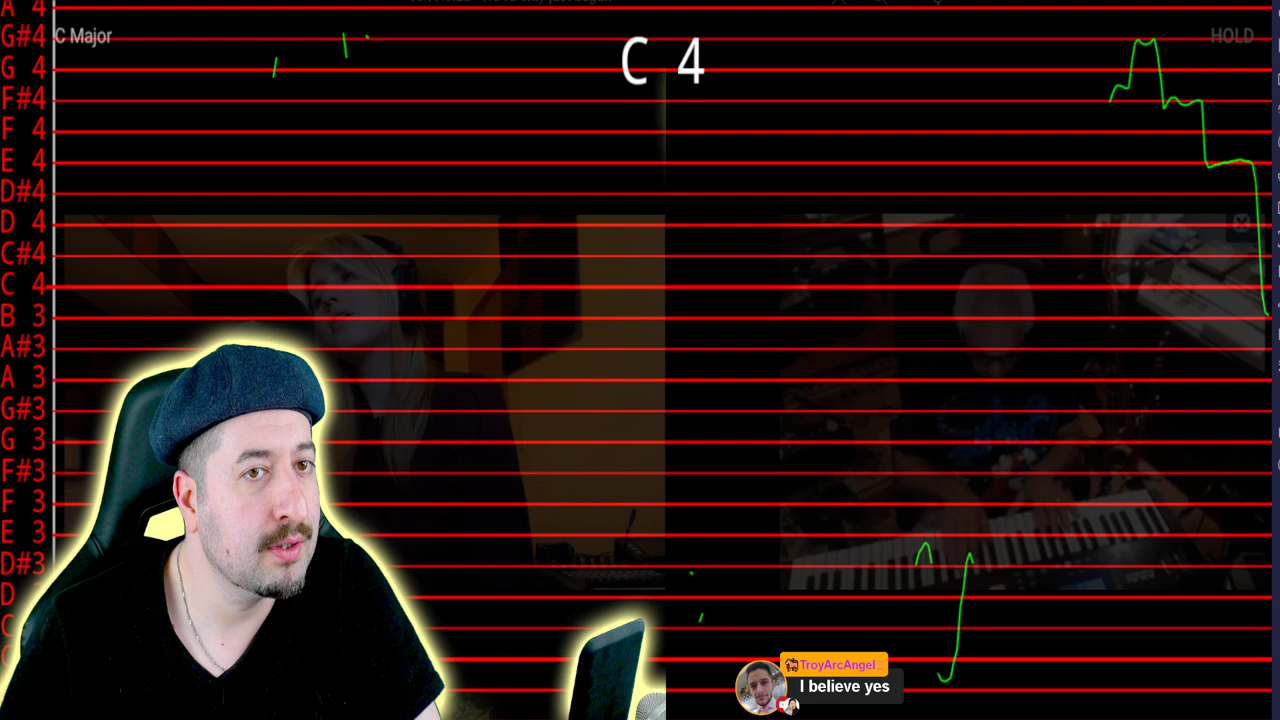 A 4
G#4
C Major
HOLD
C 4
G 4
F#4
F 4
E 4
D#4
D 4
C#4
C 4
B 3
A#3
A 3
G#3
G 3
F#3
F 3
E 3
D#3
D
C
TroyArcAngel
I believe yes